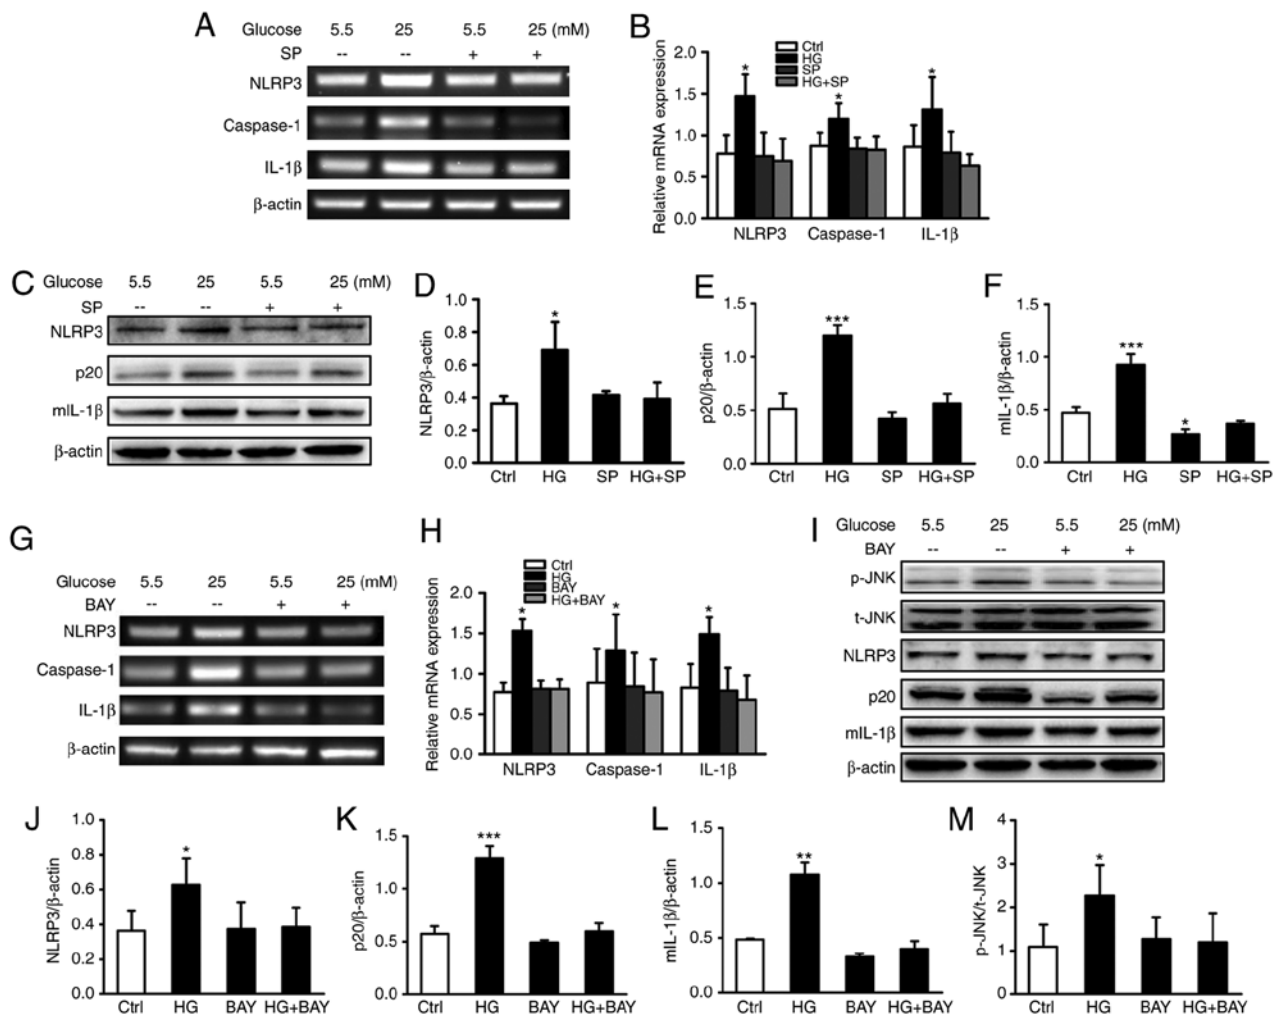 A
Glucose 5.5 25 5.5 25 (mM)
SP -- -- + +
NLRP3
Caspase-1
IL-1β
β-actin
B
Ctrl
HG
SP
HG+SP
Relative mRNA expression
2.0
1.5
1.0
0.5
0.0
* * *
NLRP3 Caspase-1 IL-1β
C
Glucose 5.5 25 5.5 25 (mM)
SP -- -- + +
NLRP3
p20
mIL-1β
β-actin
D
NLRP3/β-actin
1.0
0.8
0.6
0.4
0.2
0.0
*
Ctrl HG SP HG+SP
E
p20/β-actin
1.5
1.0
0.5
0.0
***
Ctrl HG SP HG+SP
F
mIL-1β/β-actin
1.5
1.0
0.5
0.0
***
*
Ctrl HG SP HG+SP
G
Glucose 5.5 25 5.5 25 (mM)
BAY -- -- + +
NLRP3
Caspase-1
IL-1β
β-actin
H
Ctrl
HG
BAY
HG+BAY
Relative mRNA expression
2.0
1.5
1.0
0.5
0.0
* * *
NLRP3 Caspase-1 IL-1β
I
Glucose 5.5 25 5.5 25 (mM)
BAY -- -- + +
p-JNK
t-JNK
NLRP3
p20
mIL-1β
β-actin
J
NLRP3/β-actin
1.0
0.8
0.6
0.4
0.2
0.0
*
Ctrl HG BAY HG+BAY
K
p20/β-actin
1.5
1.0
0.5
0.0
***
Ctrl HG BAY HG+BAY
L
mIL-1β/β-actin
1.5
1.0
0.5
0.0
**
Ctrl HG BAY HG+BAY
M
p-JNK/t-JNK
4
3
2
1
0
*
Ctrl HG BAY HG+BAY